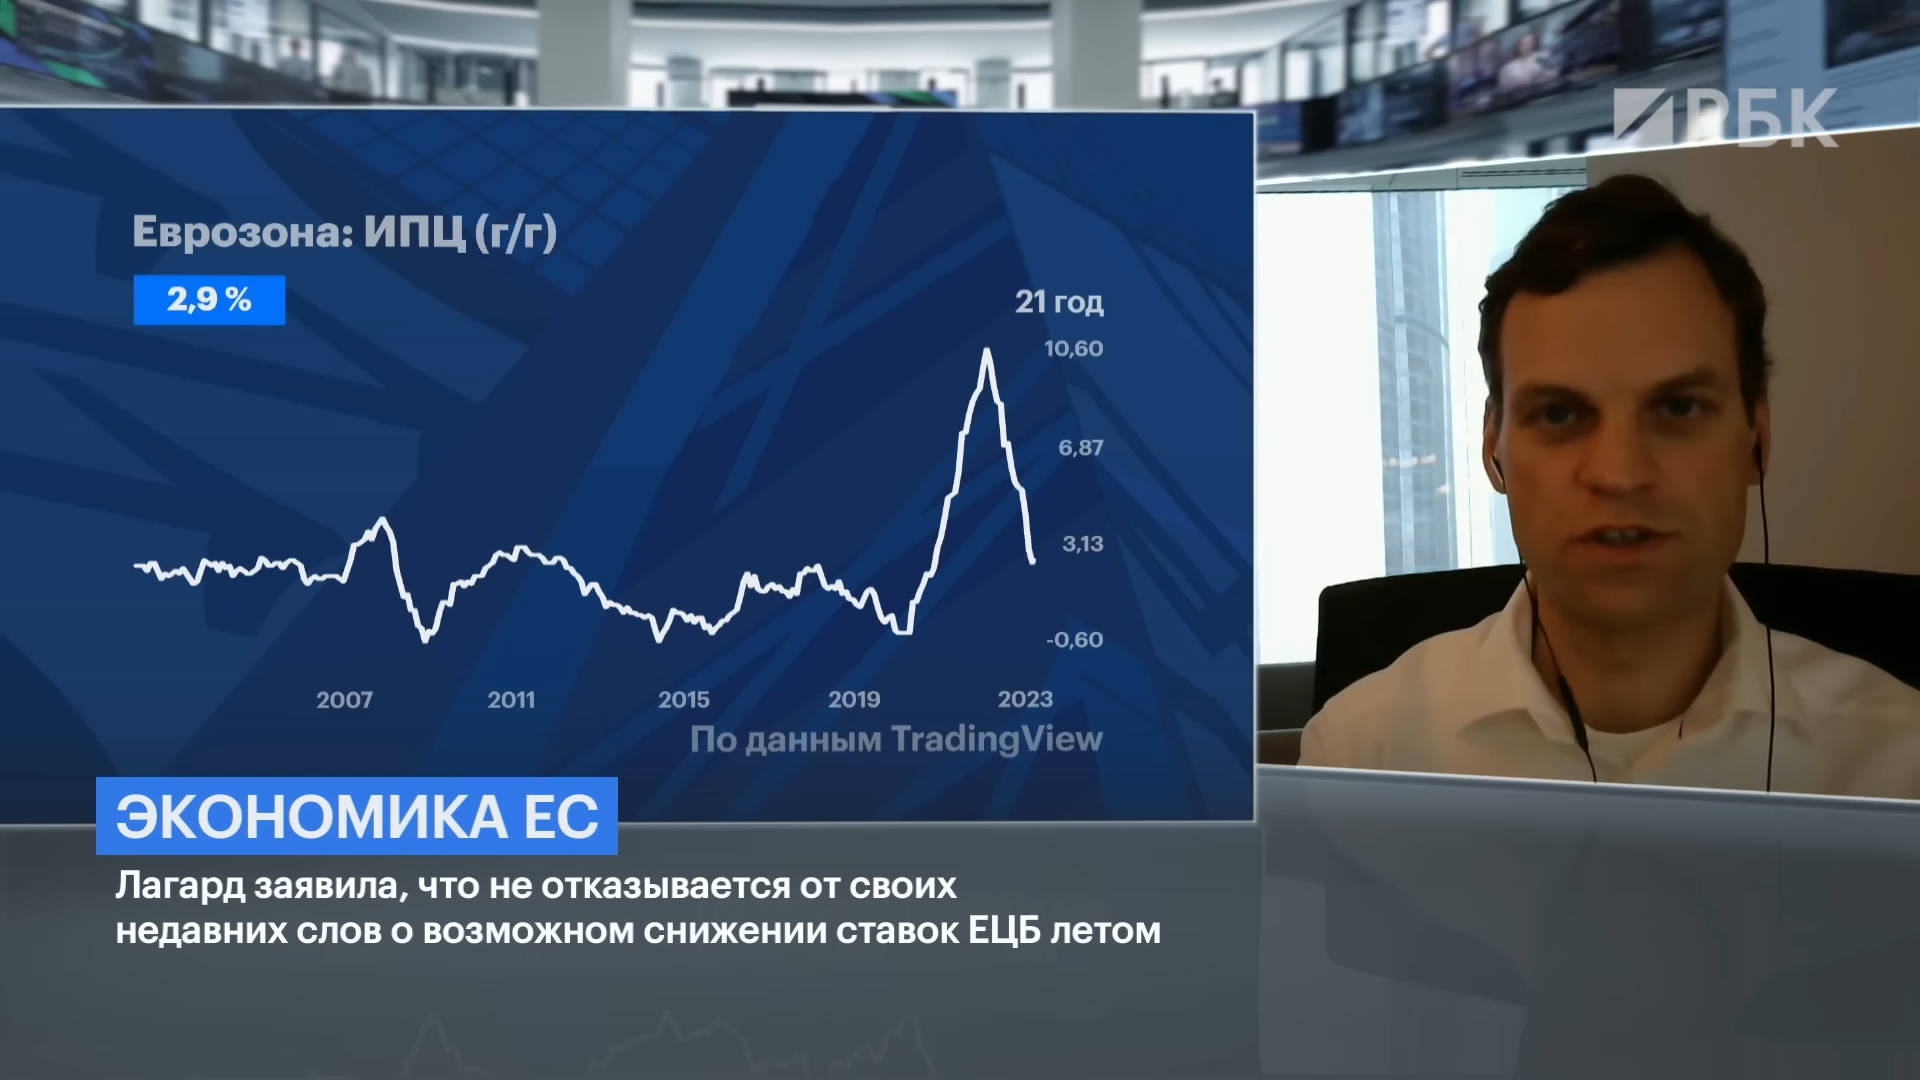 РБК
Еврозона: ИПЦ (г/г)
2,9 %
21 год
10,60
6,87
3,13
-0,60
2007 2011 2015 2019 2023
По данным TradingView
ЭКОНОМИКА ЕС
Лагард заявила, что не отказывается от своих
недавних слов о возможном снижении ставок ЕЦБ летом